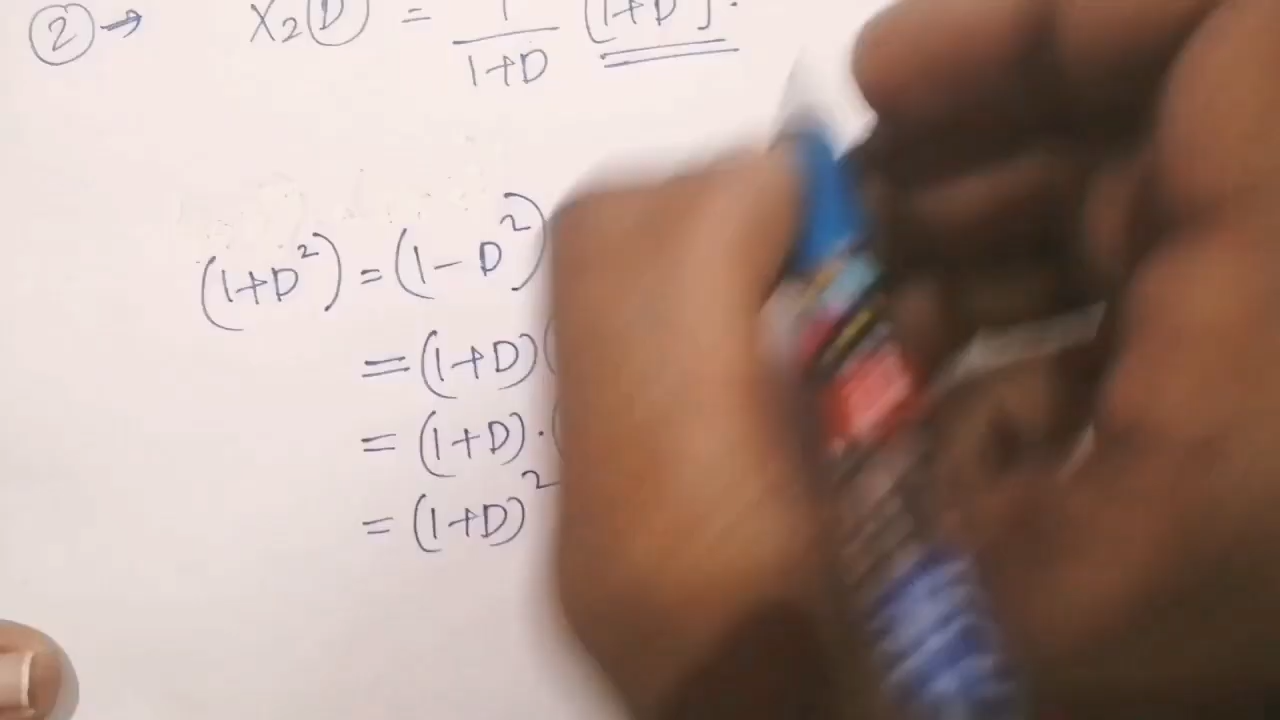 ② → X₂(D) = 1/1+D (1+D
(1+D²) = (1-D²)
= (1+D)(
= (1+D)·(
= (1+D)²